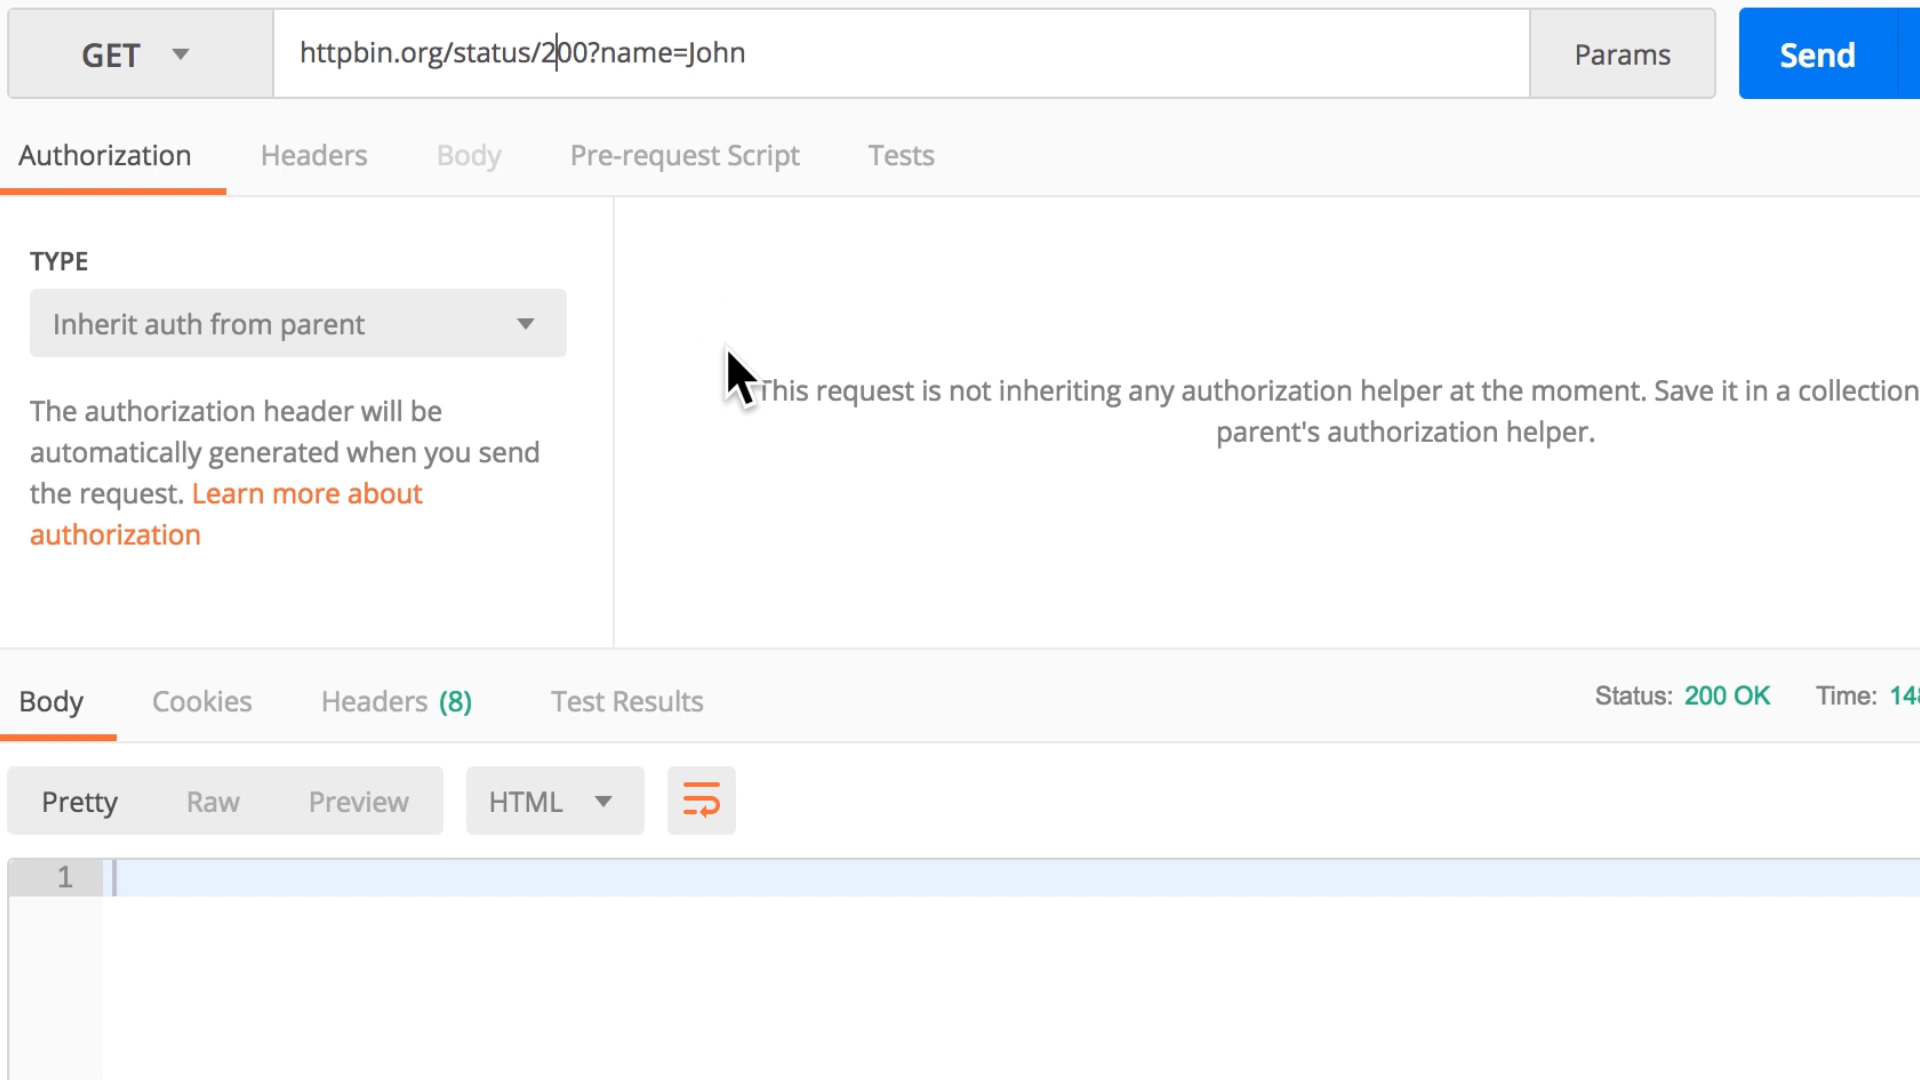 GET
httpbin.org/status/200?name=John
Params
Send
Authorization
Headers
Body
Pre-request Script
Tests
TYPE
Inherit auth from parent
The authorization header will be
automatically generated when you send
the request. Learn more about
authorization
This request is not inheriting any authorization helper at the moment. Save it in a collection
parent's authorization helper.
Body
Cookies
Headers (8)
Test Results
Status: 200 OK
Time: 14
Pretty
Raw
Preview
HTML
1